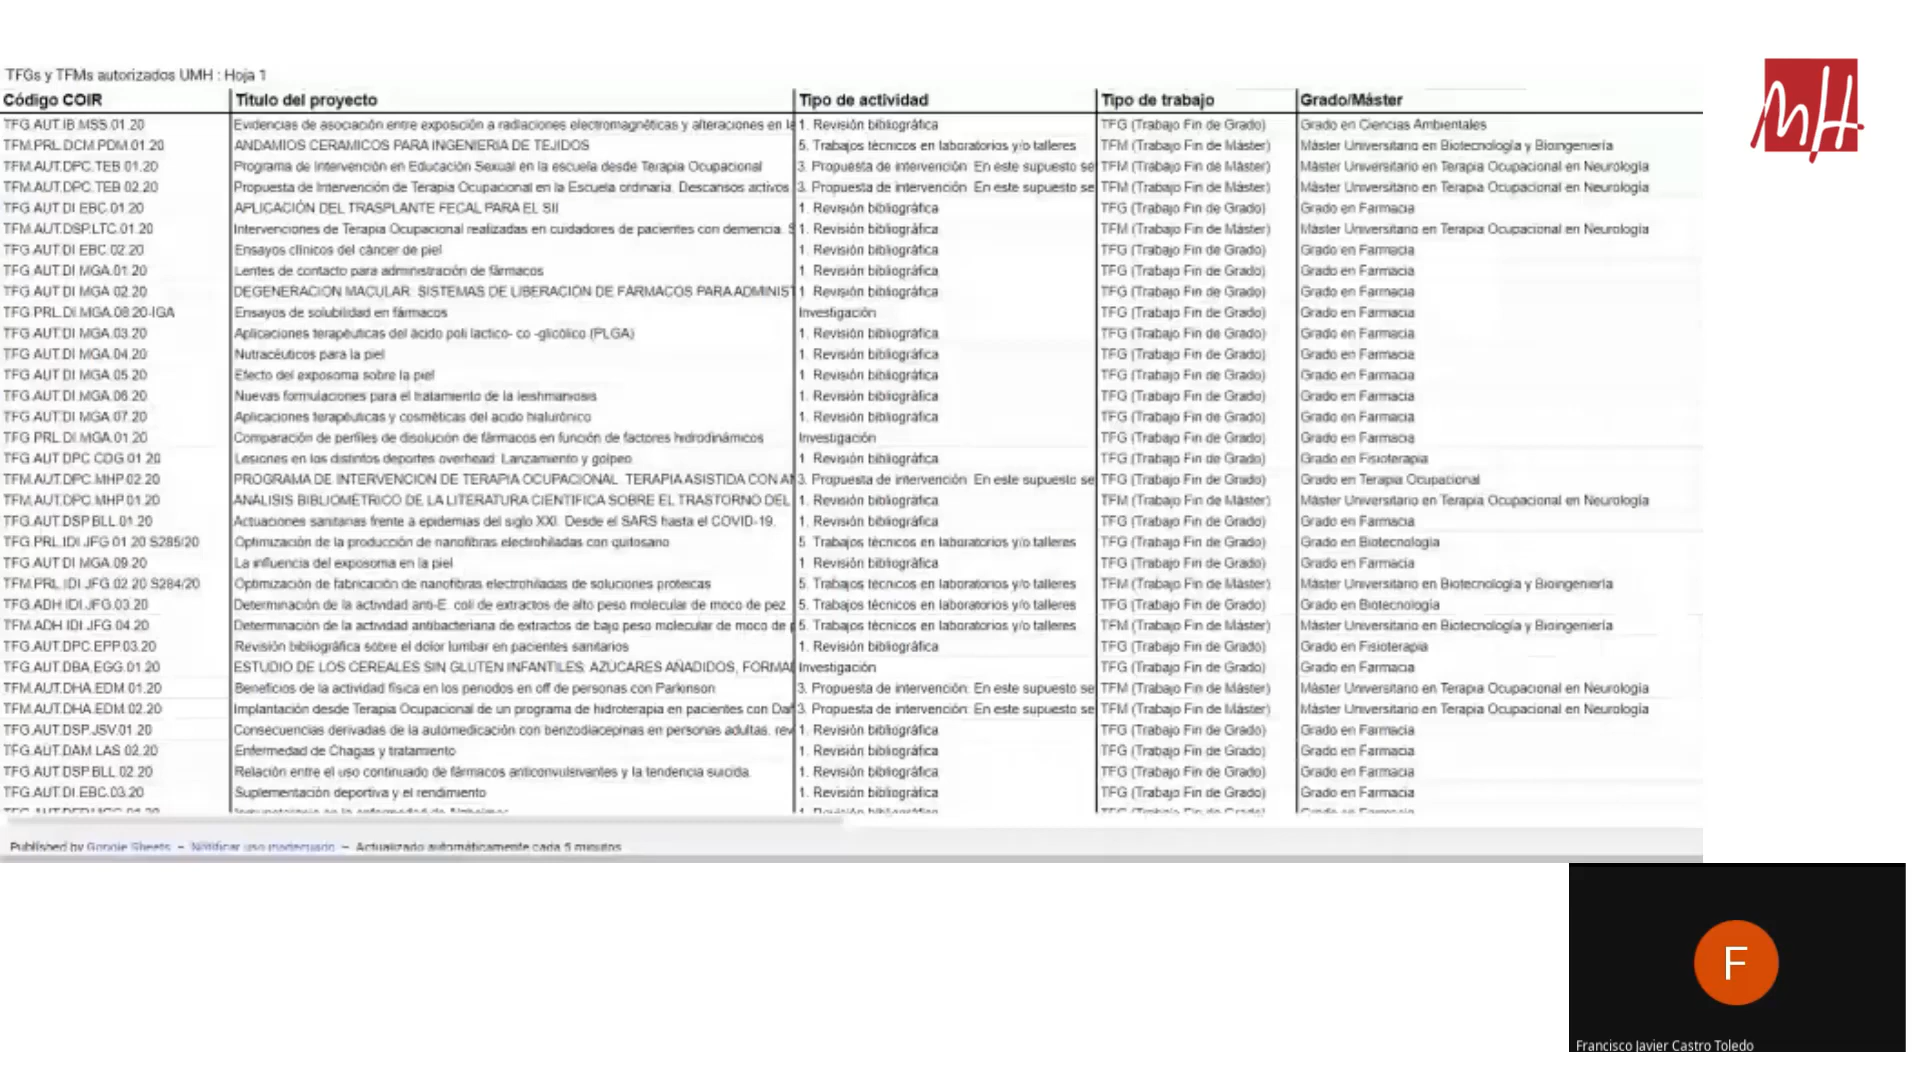 TFGs y TFMs autorizados UMH : Hoja 1
Código COIR Título del proyecto Tipo de actividad Tipo de trabajo Grado/Máster
TFG.AUT.IB.MSS.01.20 Evidencias de asociación entre exposición a radiaciones electromagnéticas y alteraciones en l 1. Revisión bibliográfica TFG (Trabajo Fin de Grado) Grado en Ciencias Ambientales
TFM.PRL.DCM.PDM.01.20 ANDAMIOS CERAMICOS PARA INGENIERIA DE TEJIDOS 5. Trabajos técnicos en laboratorios y/o talleres TFM (Trabajo Fin de Máster) Máster Universitario en Biotecnología y Bioingeniería
TFM.AUT.DPC.TEB.01.20 Programa de Intervención en Educación Sexual en la escuela desde Terapia Ocupacional 3. Propuesta de intervención: En este supuesto se TFM (Trabajo Fin de Máster) Máster Universitario en Terapia Ocupacional en Neurología
TFM.AUT.DPC.TEB.02.20 Propuesta de Intervención de Terapia Ocupacional en la Escuela ordinaria. Descansos activos 3. Propuesta de intervención: En este supuesto se TFM (Trabajo Fin de Máster) Máster Universitario en Terapia Ocupacional en Neurología
TFG.AUT.DI.EBC.01.20 APLICACIÓN DEL TRASPLANTE FECAL PARA EL SII 1. Revisión bibliográfica TFG (Trabajo Fin de Grado) Grado en Farmacia
TFM.AUT.DSP.LTC.01.20 Intervenciones de Terapia Ocupacional realizadas en cuidadores de pacientes con demencia. S 1. Revisión bibliográfica TFM (Trabajo Fin de Máster) Máster Universitario en Terapia Ocupacional en Neurología
TFG.AUT.DI.EBC.02.20 Ensayos clínicos del cáncer de piel 1. Revisión bibliográfica TFG (Trabajo Fin de Grado) Grado en Farmacia
TFG.AUT.DI.MGA.01.20 Lentes de contacto para administración de fármacos 1. Revisión bibliográfica TFG (Trabajo Fin de Grado) Grado en Farmacia
TFG.AUT.DI.MGA.02.20 DEGENERACION MACULAR: SISTEMAS DE LIBERACION DE FARMACOS PARA ADMINIST 1. Revisión bibliográfica TFG (Trabajo Fin de Grado) Grado en Farmacia
TFG.PRL.DI.MGA.08.20-IGA Ensayos de solubilidad en fármacos Investigación TFG (Trabajo Fin de Grado) Grado en Farmacia
TFG.AUT.DI.MGA.03.20 Aplicaciones terapéuticas del ácido poli lactico- co -glicólico (PLGA) 1. Revisión bibliográfica TFG (Trabajo Fin de Grado) Grado en Farmacia
TFG.AUT.DI.MGA.04.20 Nutracéuticos para la piel 1. Revisión bibliográfica TFG (Trabajo Fin de Grado) Grado en Farmacia
TFG.AUT.DI.MGA.05.20 Efecto del exposoma sobre la piel 1. Revisión bibliográfica TFG (Trabajo Fin de Grado) Grado en Farmacia
TFG.AUT.DI.MGA.06.20 Nuevas formulaciones para el tratamiento de la leishmaniosis 1. Revisión bibliográfica TFG (Trabajo Fin de Grado) Grado en Farmacia
TFG.AUT.DI.MGA.07.20 Aplicaciones terapéuticas y cosméticas del acido hialurónico 1. Revisión bibliográfica TFG (Trabajo Fin de Grado) Grado en Farmacia
TFG.PRL.DI.MGA.01.20 Comparación de perfiles de disolución de fármacos en función de factores hidrodinámicos Investigación TFG (Trabajo Fin de Grado) Grado en Farmacia
TFG.AUT.DPC.COG.01.20 Lesiones en los distintos deportes overhead: Lanzamiento y golpeo 1. Revisión bibliográfica TFG (Trabajo Fin de Grado) Grado en Fisioterapia
TFM.AUT.DPC.MHP.02.20 PROGRAMA DE INTERVENCION DE TERAPIA OCUPACIONAL. TERAPIA ASISTIDA CON AN 3. Propuesta de intervención: En este supuesto se TFG (Trabajo Fin de Grado) Grado en Terapia Ocupacional
TFM.AUT.DPC.MHP.01.20 ANÁLISIS BIBLIOMÉTRICO DE LA LITERATURA CIENTÍFICA SOBRE EL TRASTORNO DEL 1. Revisión bibliográfica TFM (Trabajo Fin de Máster) Máster Universitario en Terapia Ocupacional en Neurología
TFG.AUT.DSP.BLL.01.20 Actuaciones sanitarias frente a epidemias del siglo XXI. Desde el SARS hasta el COVID-19. 1. Revisión bibliográfica TFG (Trabajo Fin de Grado) Grado en Farmacia
TFG.PRL.IDI.JFG.01.20 S285/20 Optimización de la producción de nanofibras electrohiladas con quitosano 5. Trabajos técnicos en laboratorios y/o talleres TFG (Trabajo Fin de Grado) Grado en Biotecnología
TFG.AUT.DI.MGA.09.20 La influencia del exposoma en la piel 1. Revisión bibliográfica TFG (Trabajo Fin de Grado) Grado en Farmacia
TFM.PRL.IDI.JFG.02.20 S284/20 Optimización de fabricación de nanofibras electrohiladas de soluciones proteicas 5. Trabajos técnicos en laboratorios y/o talleres TFM (Trabajo Fin de Máster) Máster Universitario en Biotecnología y Bioingeniería
TFG.ADH.IDI.JFG.03.20 Determinación de la actividad anti-E. coli de extractos de alto peso molecular de moco de pez 5. Trabajos técnicos en laboratorios y/o talleres TFG (Trabajo Fin de Grado) Grado en Biotecnología
TFM.ADH.IDI.JFG.04.20 Determinación de la actividad antibacteriana de extractos de bajo peso molecular de moco de p 5. Trabajos técnicos en laboratorios y/o talleres TFM (Trabajo Fin de Máster) Máster Universitario en Biotecnología y Bioingeniería
TFG.AUT.DPC.EPP.03.20 Revisión bibliográfica sobre el dolor lumbar en pacientes sanitarios 1. Revisión bibliográfica TFG (Trabajo Fin de Grado) Grado en Fisioterapia
TFG.AUT.DBA.EGG.01.20 ESTUDIO DE LOS CEREALES SIN GLUTEN INFANTILES: AZÚCARES AÑADIDOS, FORMA Investigación TFG (Trabajo Fin de Grado) Grado en Farmacia
TFM.AUT.DHA.EDM.01.20 Beneficios de la actividad física en los periodos en off de personas con Parkinson 3. Propuesta de intervención: En este supuesto se TFM (Trabajo Fin de Máster) Máster Universitario en Terapia Ocupacional en Neurología
TFM.AUT.DHA.EDM.02.20 Implantación desde Terapia Ocupacional de un programa de hidroterapia en pacientes con Dañ 3. Propuesta de intervención: En este supuesto se TFM (Trabajo Fin de Máster) Máster Universitario en Terapia Ocupacional en Neurología
TFG.AUT.DSP.JSV.01.20 Consecuencias derivadas de la automedicación con benzodiacepinas en personas adultas. rev 1. Revisión bibliográfica TFG (Trabajo Fin de Grado) Grado en Farmacia
TFG.AUT.DAM.LAS.02.20 Enfermedad de Chagas y tratamiento 1. Revisión bibliográfica TFG (Trabajo Fin de Grado) Grado en Farmacia
TFG.AUT.DSP.BLL.02.20 Relación entre el uso continuado de fármacos anticonvulsivantes y la tendencia suicida. 1. Revisión bibliográfica TFG (Trabajo Fin de Grado) Grado en Farmacia
TFG.AUT.DI.EBC.03.20 Suplementación deportiva y el rendimiento 1. Revisión bibliográfica TFG (Trabajo Fin de Grado) Grado en Farmacia
1. Revisión bibliográfica TFG (Trabajo Fin de Grado) Grado en Farmacia
Published by Google Sheets – Notificar uso inadecuado – Actualizado automáticamente cada 5 minutos
MH
F
Francisco Javier Castro Toledo